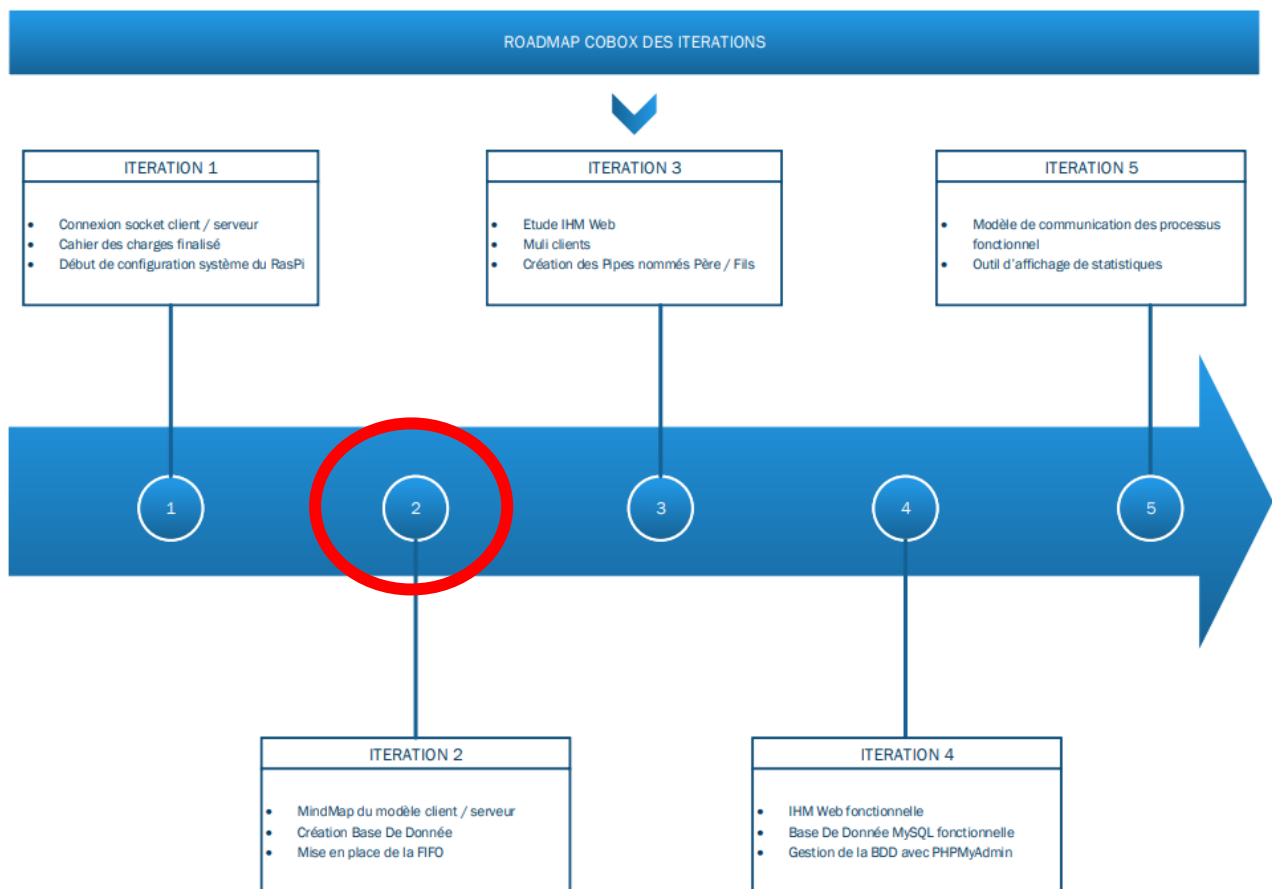 ROADMAP COBOX DES ITERATIONS
ITERATION 1
• Connexion socket client / serveur
• Cahier des charges finalisé
• Début de configuration système du RasPi
ITERATION 3
• Etude IHM Web
• Muli clients
• Création des Pipes nommés Père / Fils
ITERATION 5
• Modèle de communication des processus
fonctionnel
• Outil d'affichage de statistiques
1
2
3
4
5
ITERATION 2
• MindMap du modèle client / serveur
• Création Base De Donnée
• Mise en place de la FIFO
ITERATION 4
• IHM Web fonctionnelle
• Base De Donnée MySQL fonctionnelle
• Gestion de la BDD avec PHPMyAdmin